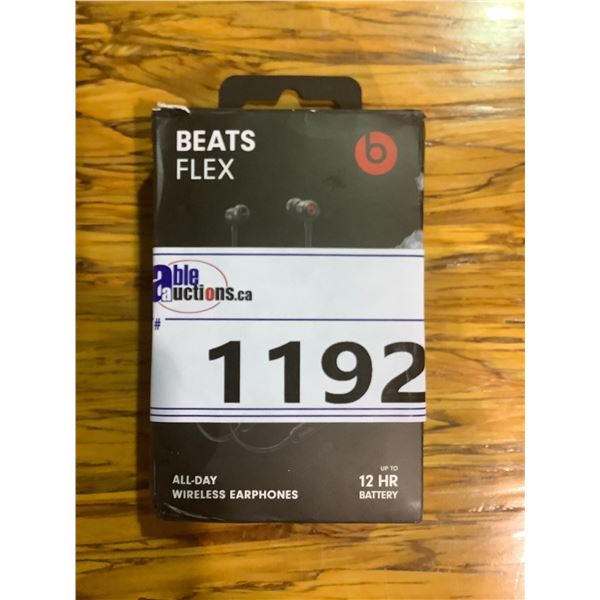 BEATS
FLEX
b
able
auctions.ca
#
1192
ALL-DAY
WIRELESS EARPHONES
UP TO
12 HR
BATTERY